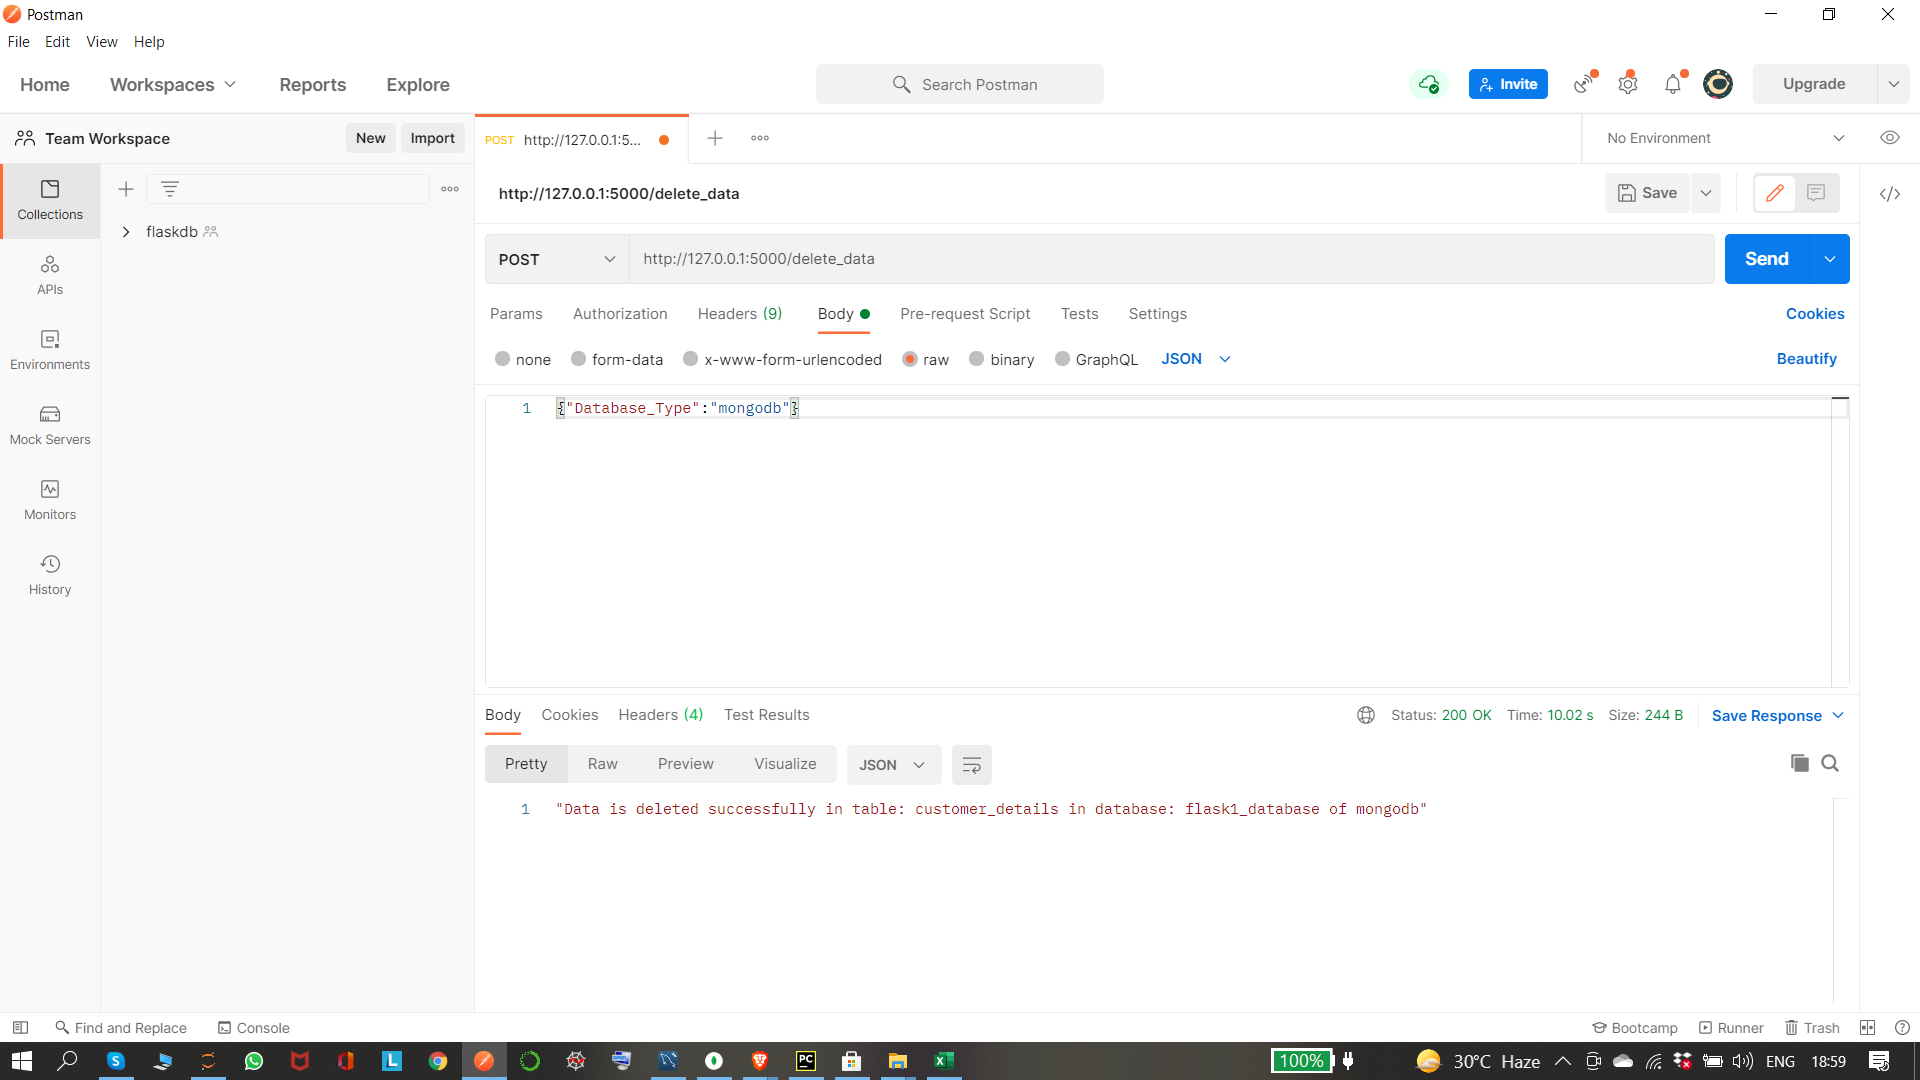 Postman
File Edit View Help
Home Workspaces Reports Explore Search Postman Invite Upgrade
Team Workspace New Import POST http://127.0.0.1:5... No Environment
http://127.0.0.1:5000/delete_data Save
Collections
flaskdb
POST http://127.0.0.1:5000/delete_data Send
APIs
Params Authorization Headers (9) Body Pre-request Script Tests Settings Cookies
Environments
none form-data x-www-form-urlencoded raw binary GraphQL JSON Beautify
1 {"Database_Type":"mongodb"}
Mock Servers
Monitors
History
Body Cookies Headers (4) Test Results Status: 200 OK Time: 10.02 s Size: 244 B Save Response
Pretty Raw Preview Visualize JSON
1 "Data is deleted successfully in table: customer_details in database: flask1_database of mongodb"
Find and Replace Console Bootcamp Runner Trash
S L PC 100% 30°C Haze ENG 18:59